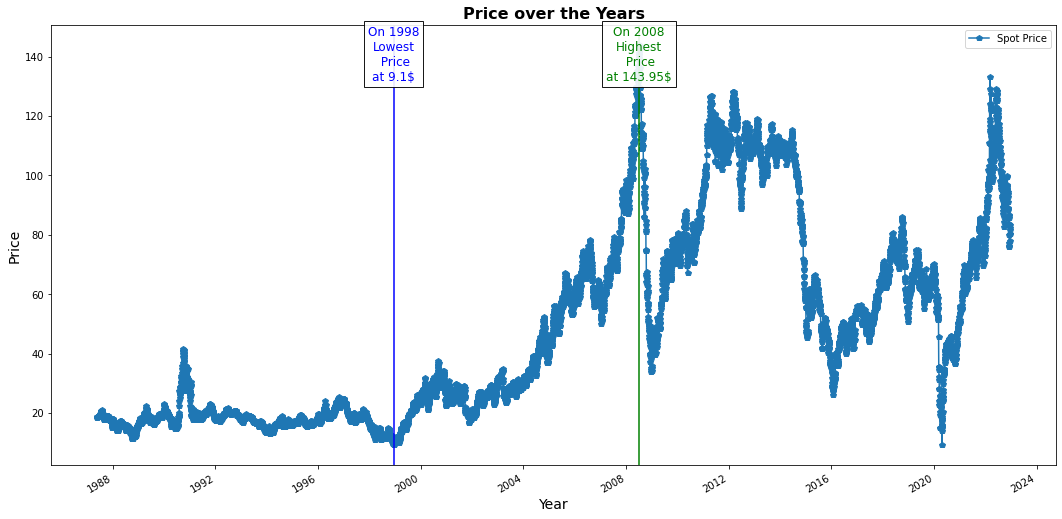 Price over the Years
On 1998
Lowest
Price
at 9.1$
On 2008
Highest
Price
at 143.95$
Spot Price
140
120
100
80
60
40
20
Price
1988
1992
1996
2000
2004
2008
2012
2016
2020
2024
Year